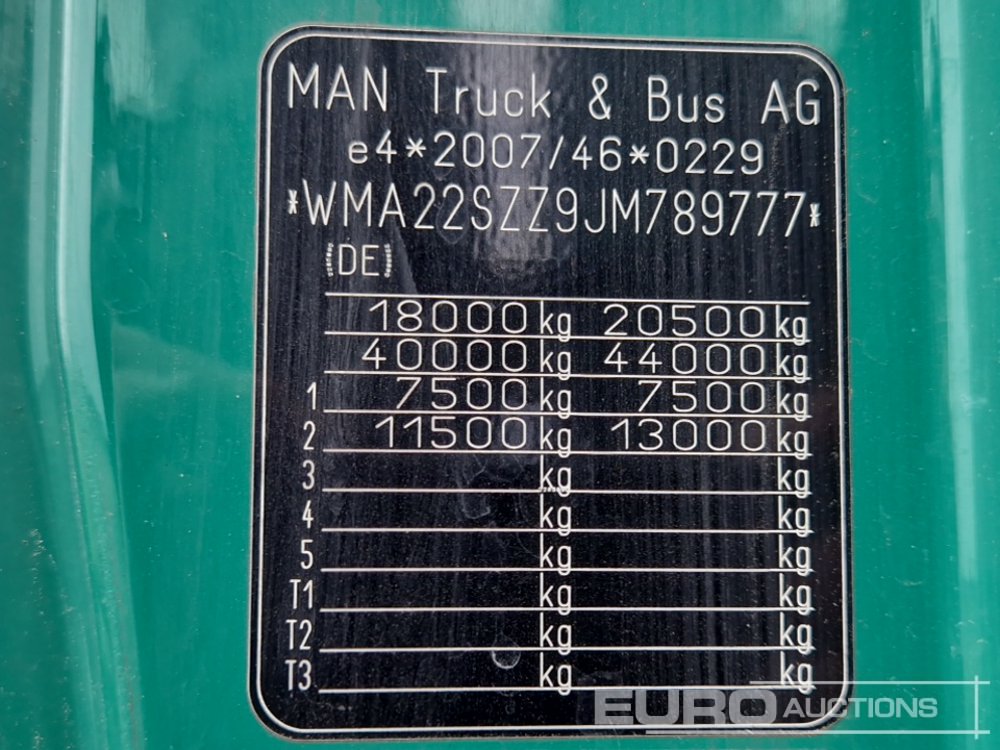 MAN Truck & Bus AG
e4*2007/46*0229
*WMA22SZZ9JM789777*
(DE)
18000 kg 20500 kg
40000 kg 44000 kg
1 7500 kg 7500 kg
2 11500 kg 13000 kg
3 kg kg
4 kg kg
5 kg kg
T1 kg kg
T2 kg kg
T3 kg kg
EURO AUCTIONS